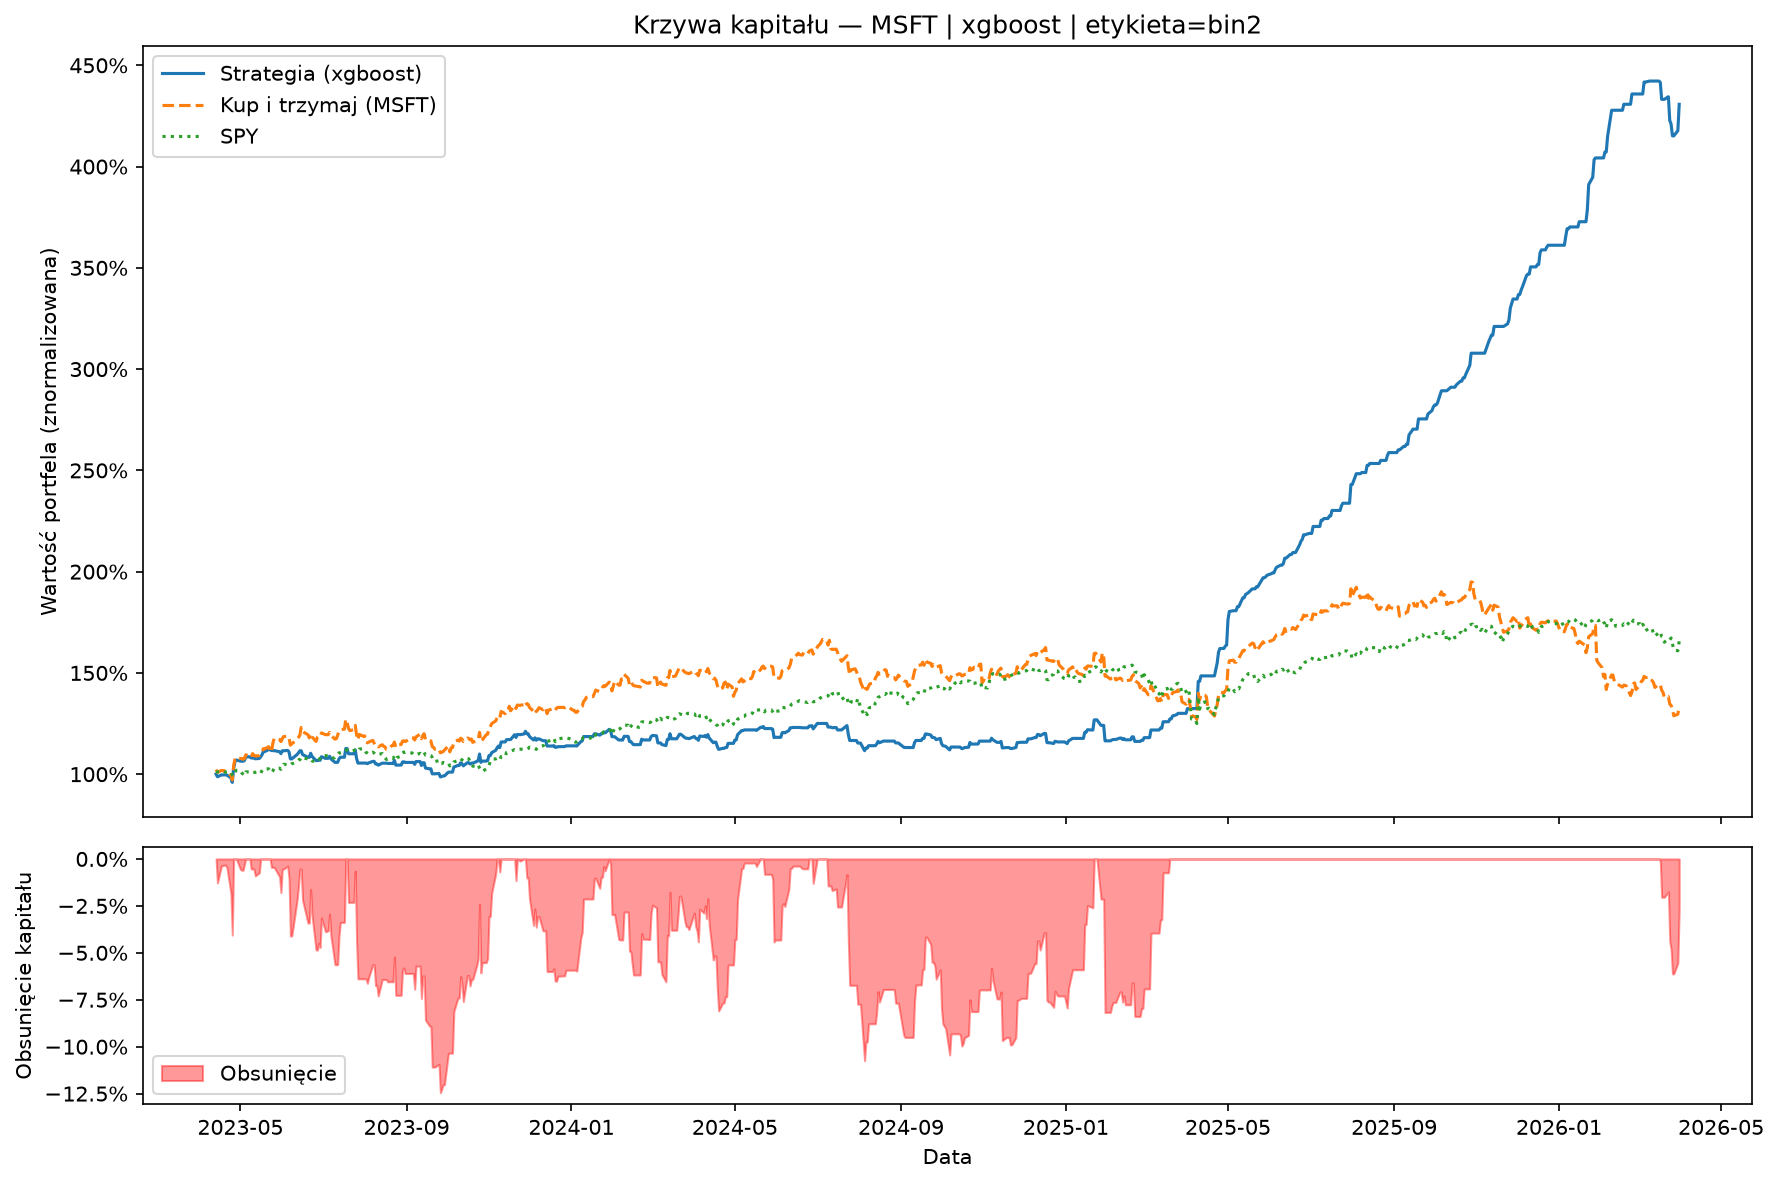 Krzywa kapitału — MSFT | xgboost | etykieta=bin2
Wartość portfela (znormalizowana)
450%
400%
350%
300%
250%
200%
150%
100%
Strategia (xgboost)
Kup i trzymaj (MSFT)
SPY
Obsunięcie kapitału
0.0%
−2.5%
−5.0%
−7.5%
−10.0%
−12.5%
Obsunięcie
2023-05 2023-09 2024-01 2024-05 2024-09 2025-01 2025-05 2025-09 2026-01 2026-05
Data